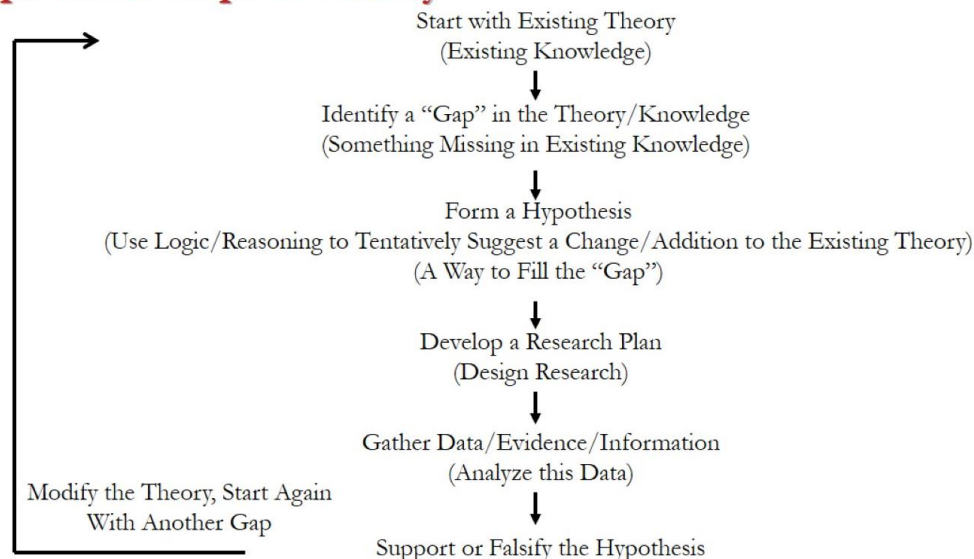 Start with Existing Theory
(Existing Knowledge)
Identify a “Gap” in the Theory/Knowledge
(Something Missing in Existing Knowledge)
Form a Hypothesis
(Use Logic/Reasoning to Tentatively Suggest a Change/Addition to the Existing Theory)
(A Way to Fill the “Gap”)
Develop a Research Plan
(Design Research)
Gather Data/Evidence/Information
(Analyze this Data)
Modify the Theory, Start Again
With Another Gap
Support or Falsify the Hypothesis